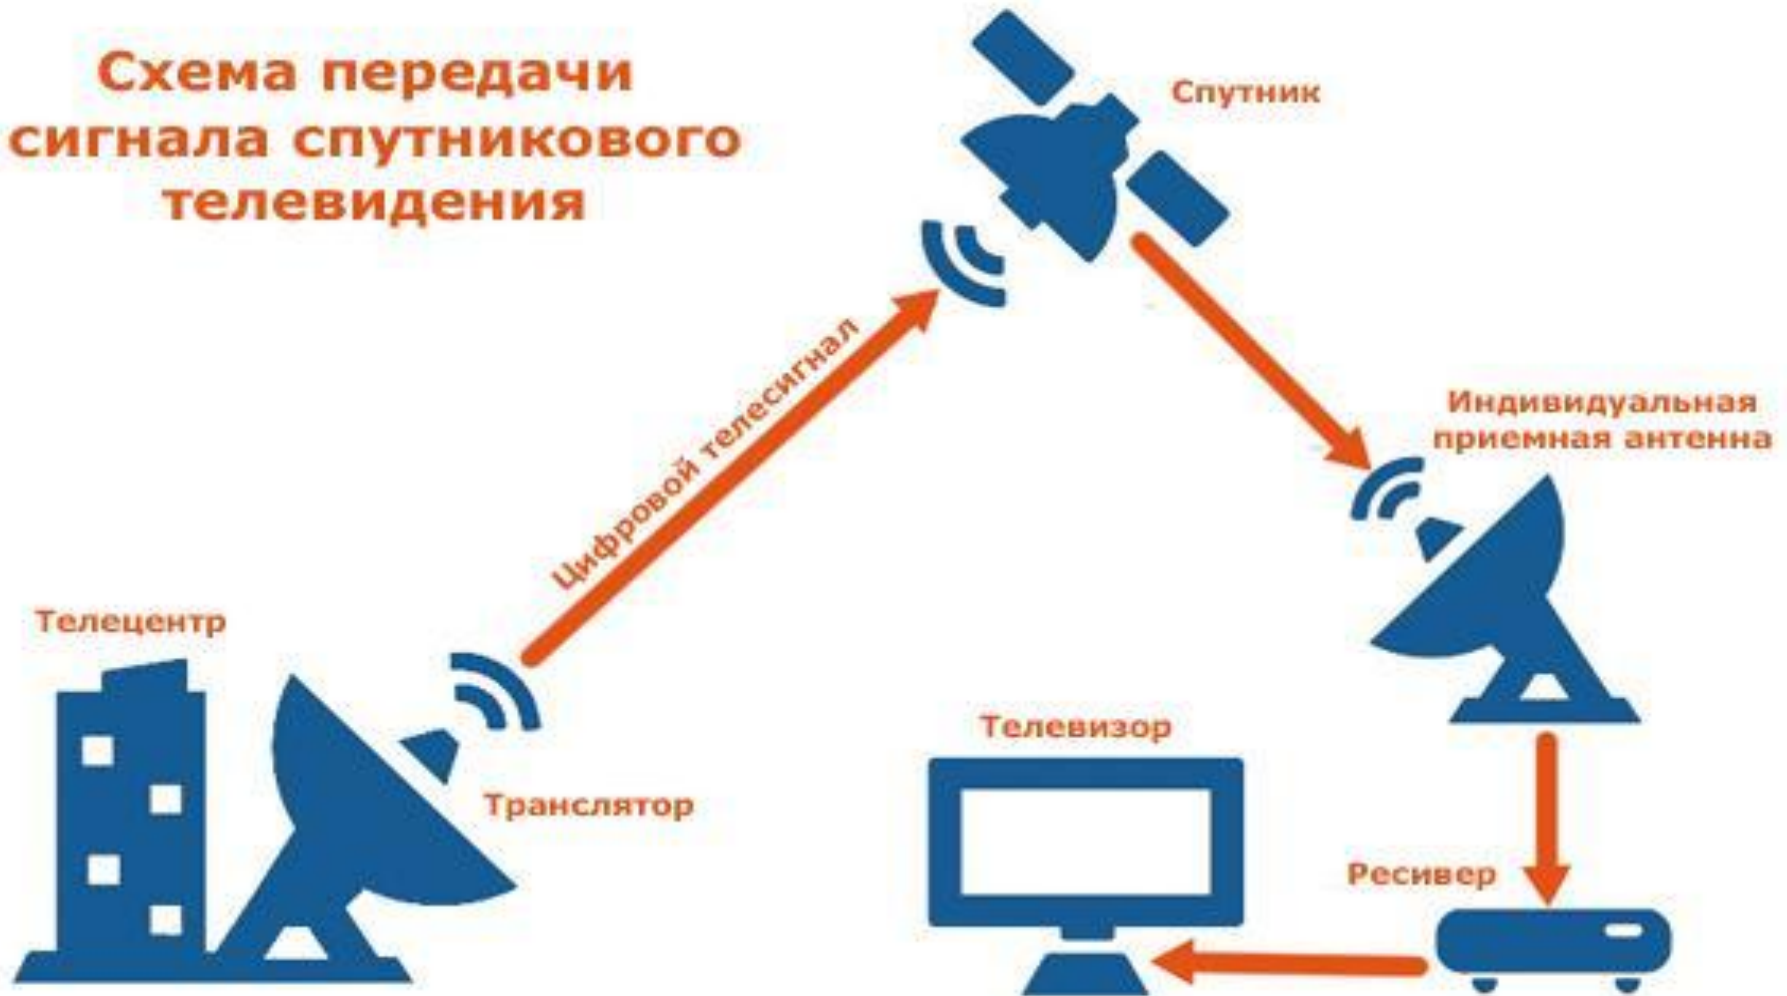 Схема передачи
сигнала спутникового
телевидения
Спутник
Цифровой телесигнал
Индивидуальная
приемная антенна
Телецентр
Транслятор
Телевизор
Ресивер